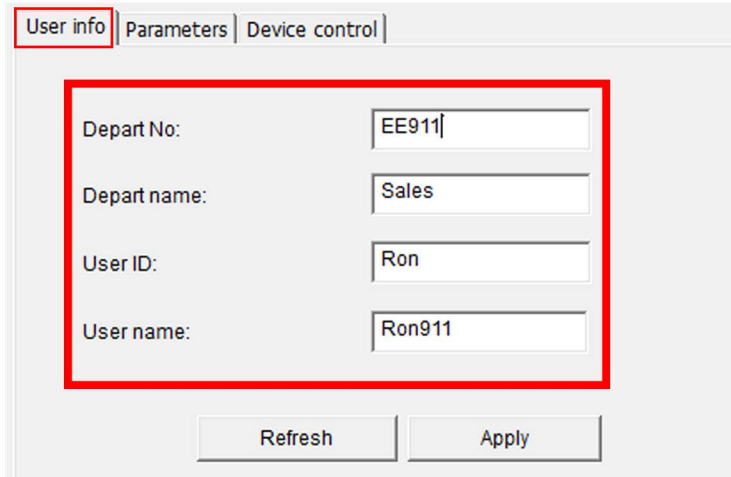 User info Parameters Device control
Depart No: EE911
Depart name: Sales
User ID: Ron
User name: Ron911
Refresh Apply